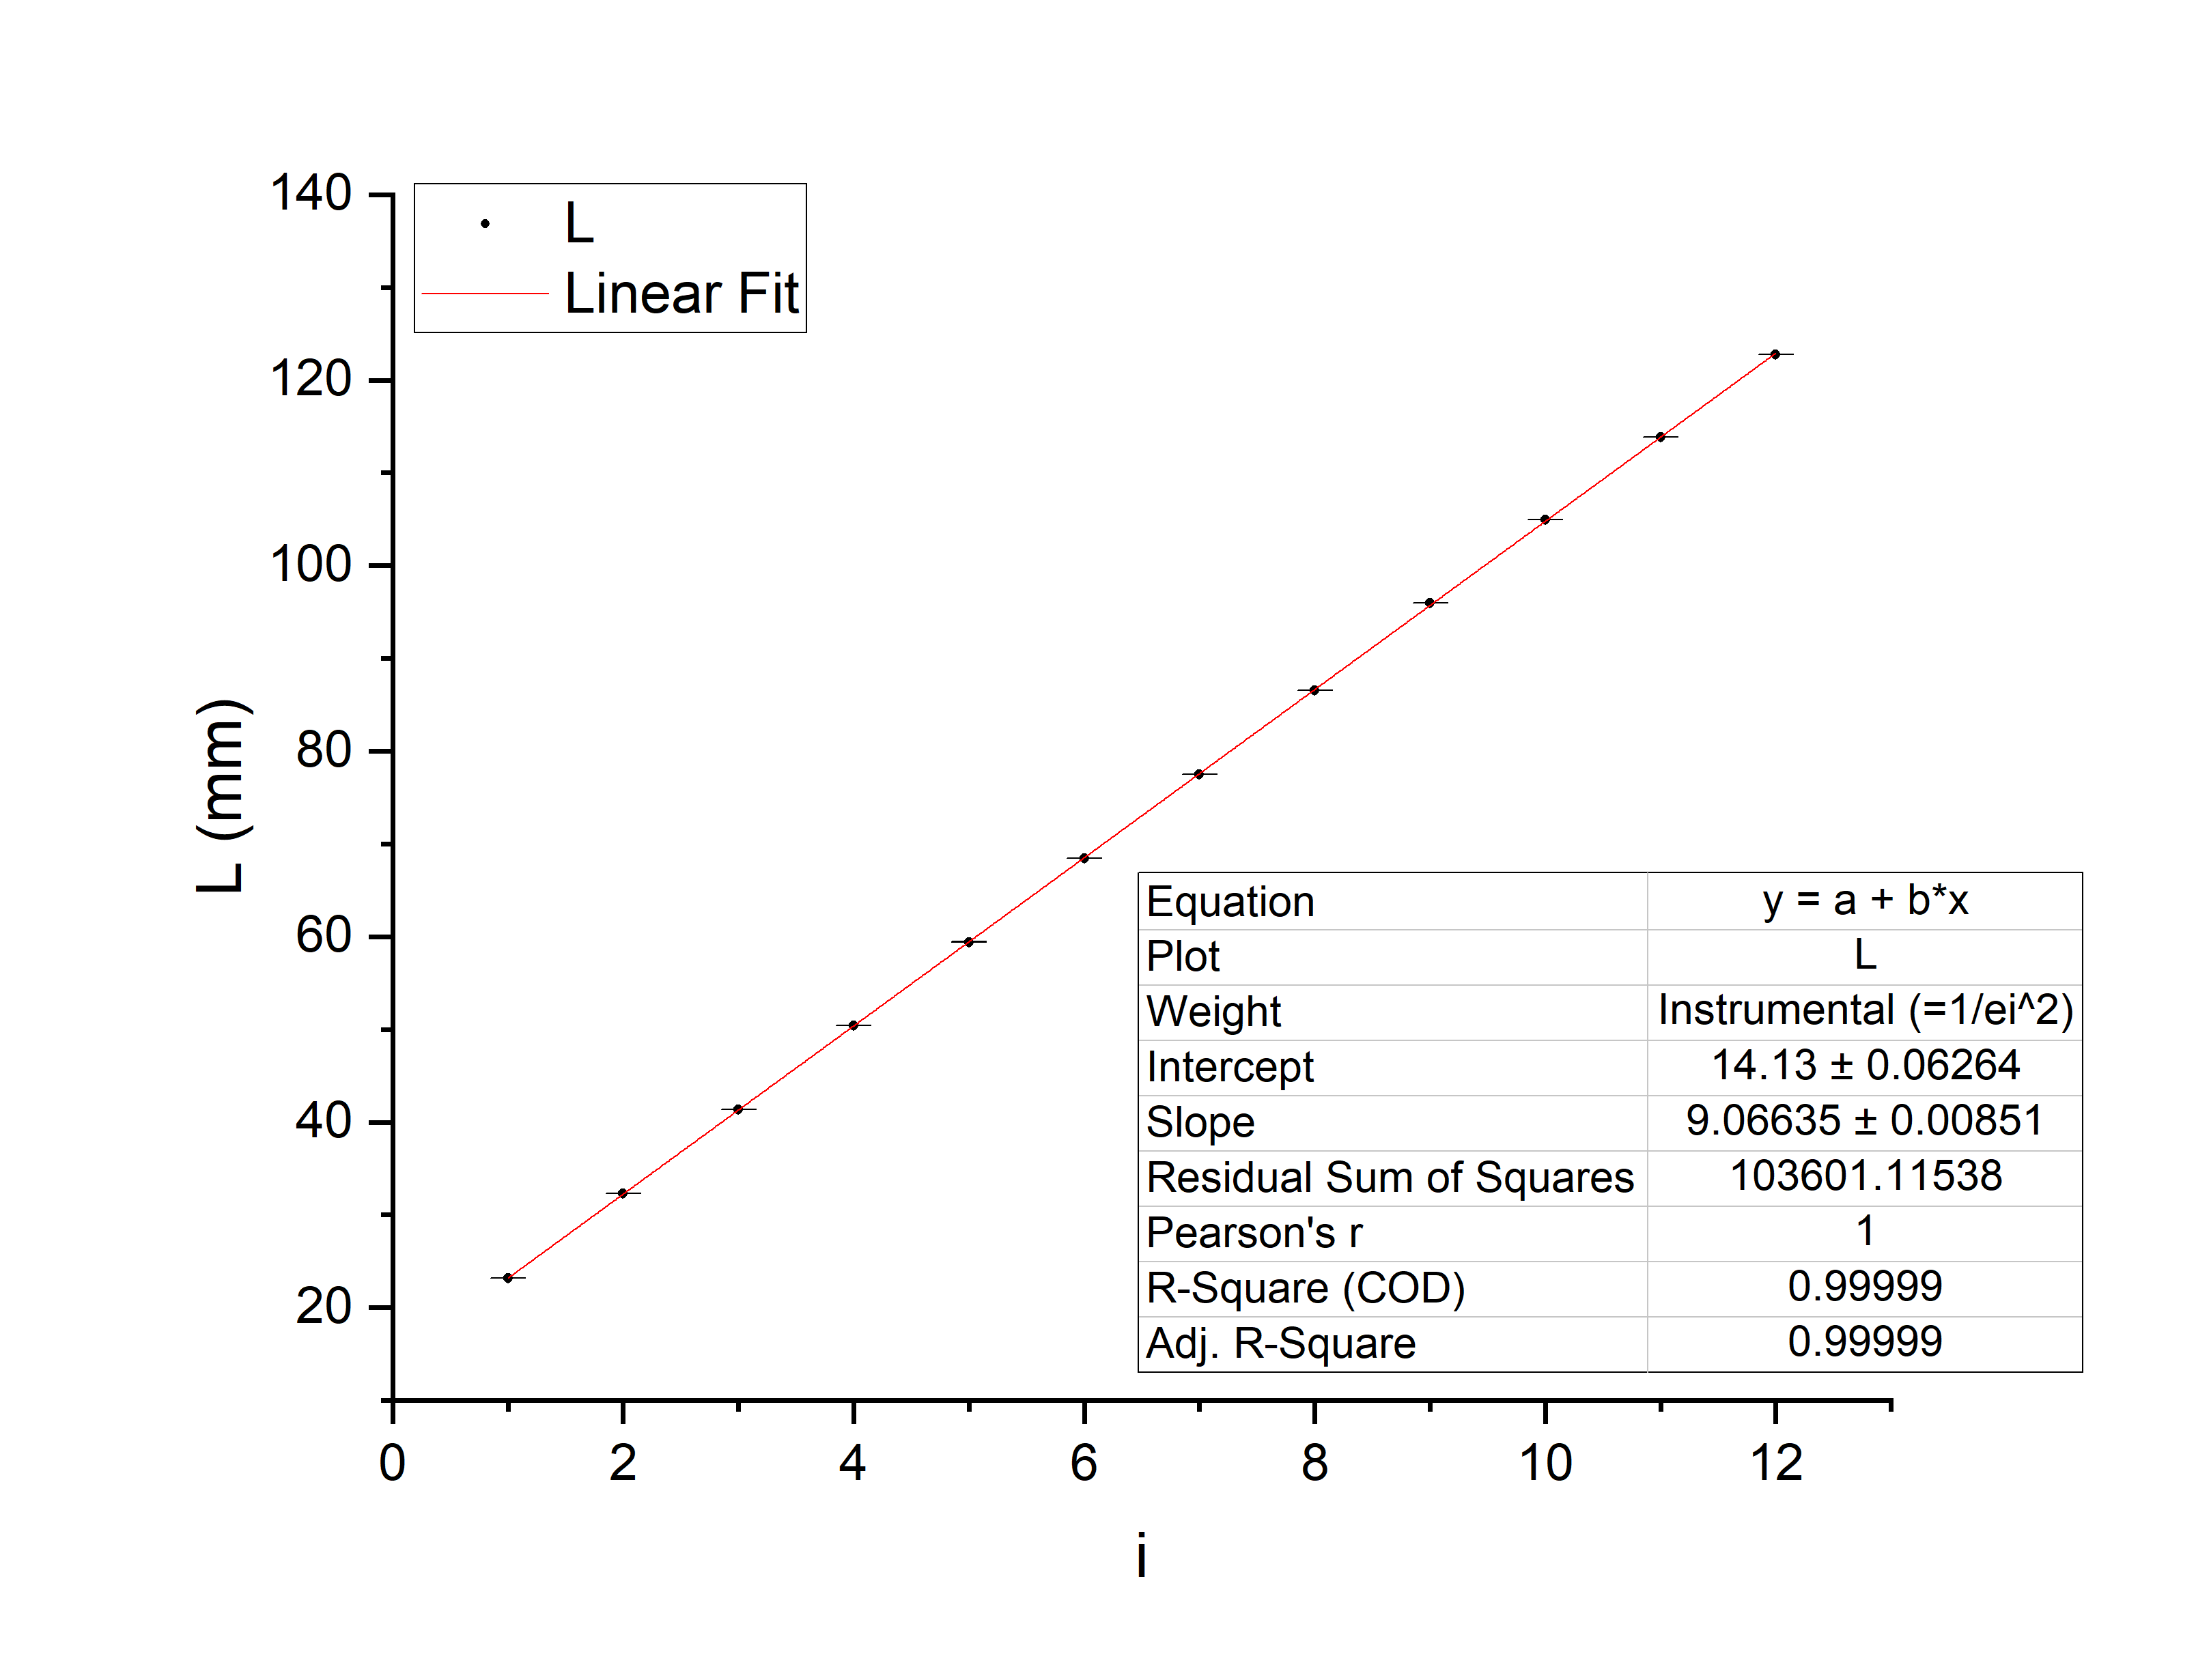 140
120
100
80
60
40
20
L (mm)
L
Linear Fit
Equation y = a + b*x
Plot L
Weight Instrumental (=1/ei^2)
Intercept 14.13 ± 0.06264
Slope 9.06635 ± 0.00851
Residual Sum of Squares 103601.11538
Pearson's r 1
R-Square (COD) 0.99999
Adj. R-Square 0.99999
0 2 4 6 8 10 12
i